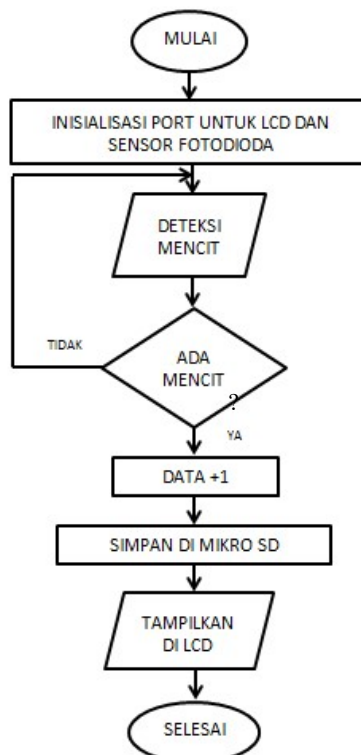 MULAI
INISIALISASI PORT UNTUK LCD DAN
SENSOR FOTODIODA
DETEKSI
MENCIT
TIDAK
ADA
MENCIT
?
YA
DATA +1
SIMPAN DI MIKRO SD
TAMPILKAN
DI LCD
SELESAI